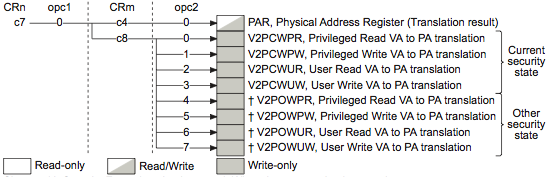 CRn opc1 CRm opc2
c7 0 c4 0 PAR, Physical Address Register (Translation result)
c8 0 V2PCWPR, Privileged Read VA to PA translation
1 V2PCWPW, Privileged Write VA to PA translation
2 V2PCWUR, User Read VA to PA translation
3 V2PCWUW, User Write VA to PA translation
Current
security
state
4 † V2POWPR, Privileged Read VA to PA translation
5 † V2POWPW, Privileged Write VA to PA translation
6 † V2POWUR, User Read VA to PA translation
7 † V2POWUW, User Write VA to PA translation
Other
security
state
Read-only Read/Write Write-only